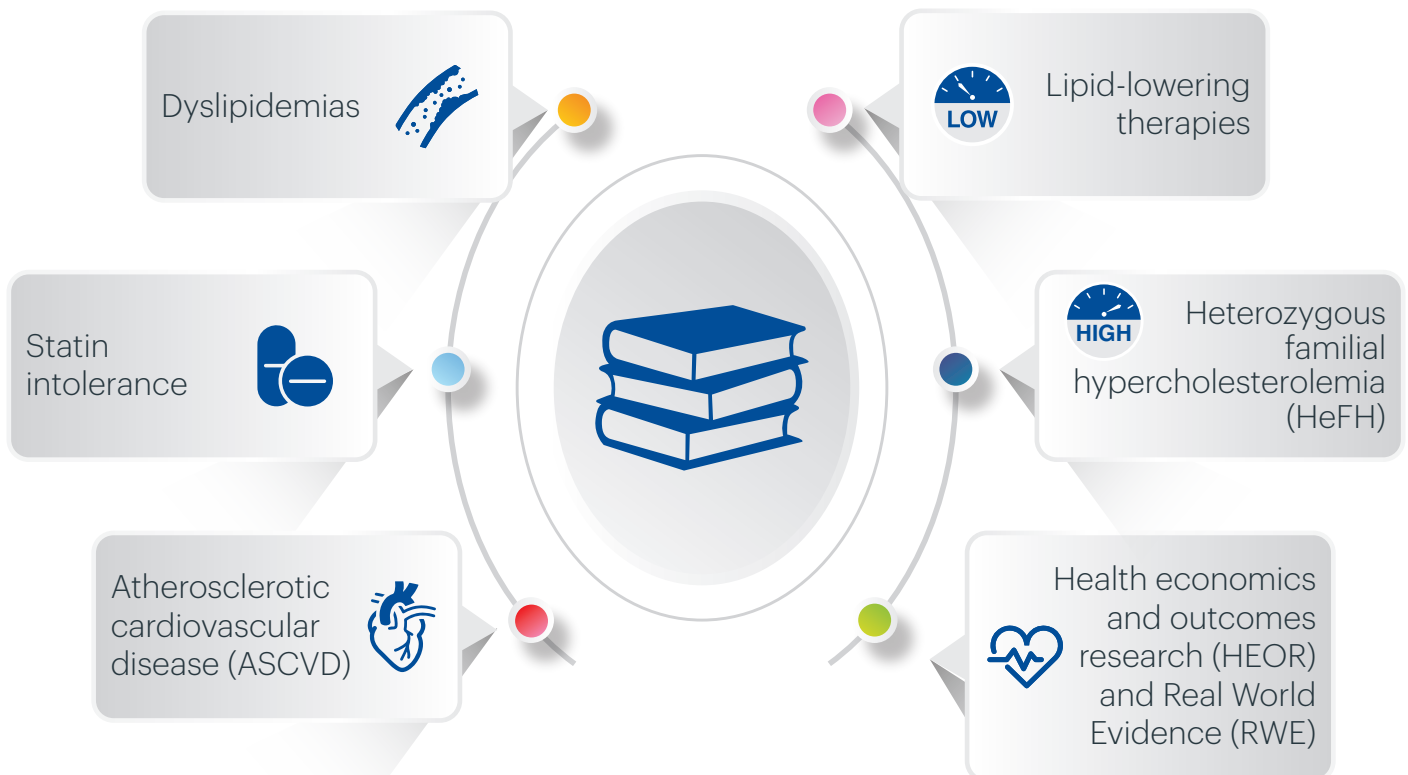 Dyslipidemias
Statin
intolerance
Atherosclerotic
cardiovascular
disease (ASCVD)
LOW
Lipid-lowering
therapies
HIGH
Heterozygous
familial
hypercholesterolemia
(HeFH)
Health economics
and outcomes
research (HEOR)
and Real World
Evidence (RWE)